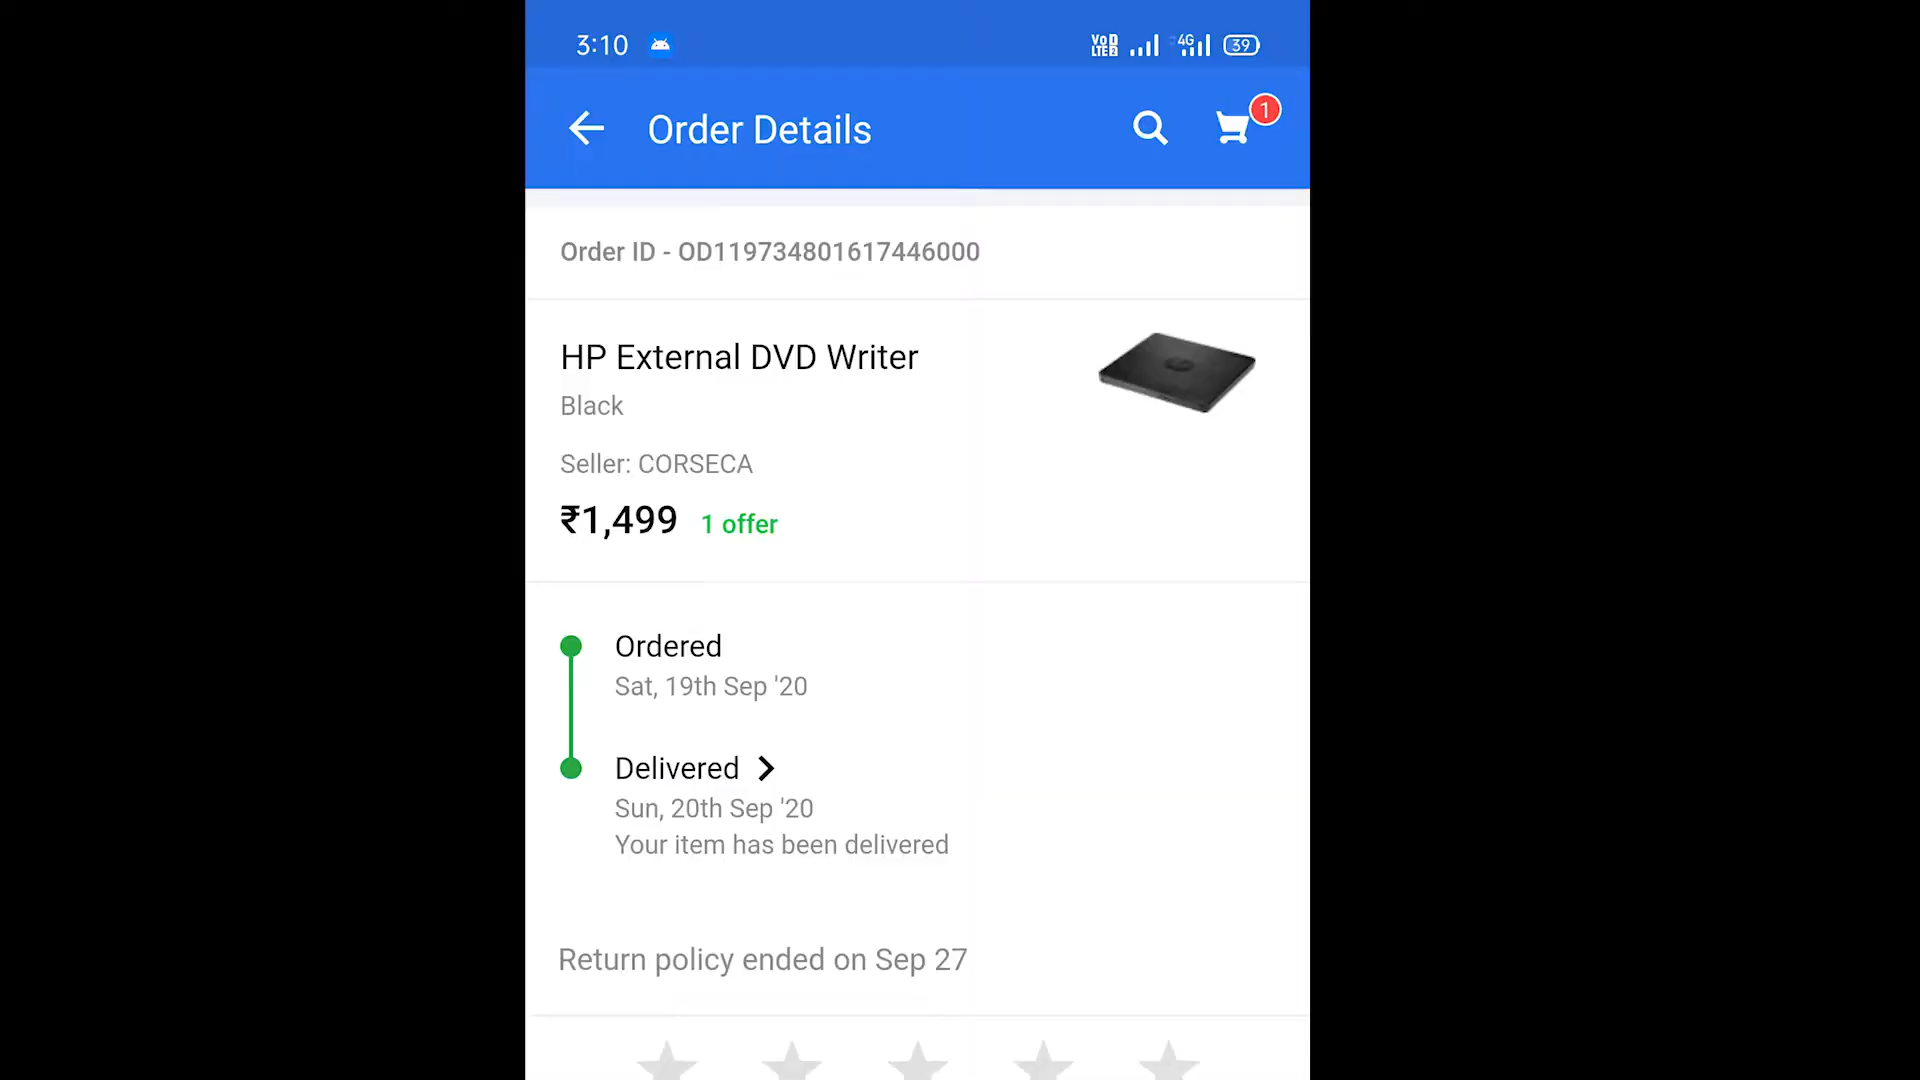 3:10
VoD LTE2 4G 39
Order Details
1
Order ID - OD119734801617446000
HP External DVD Writer
Black
Seller: CORSECA
₹1,499 1 offer
Ordered
Sat, 19th Sep '20
Delivered
Sun, 20th Sep '20
Your item has been delivered
Return policy ended on Sep 27